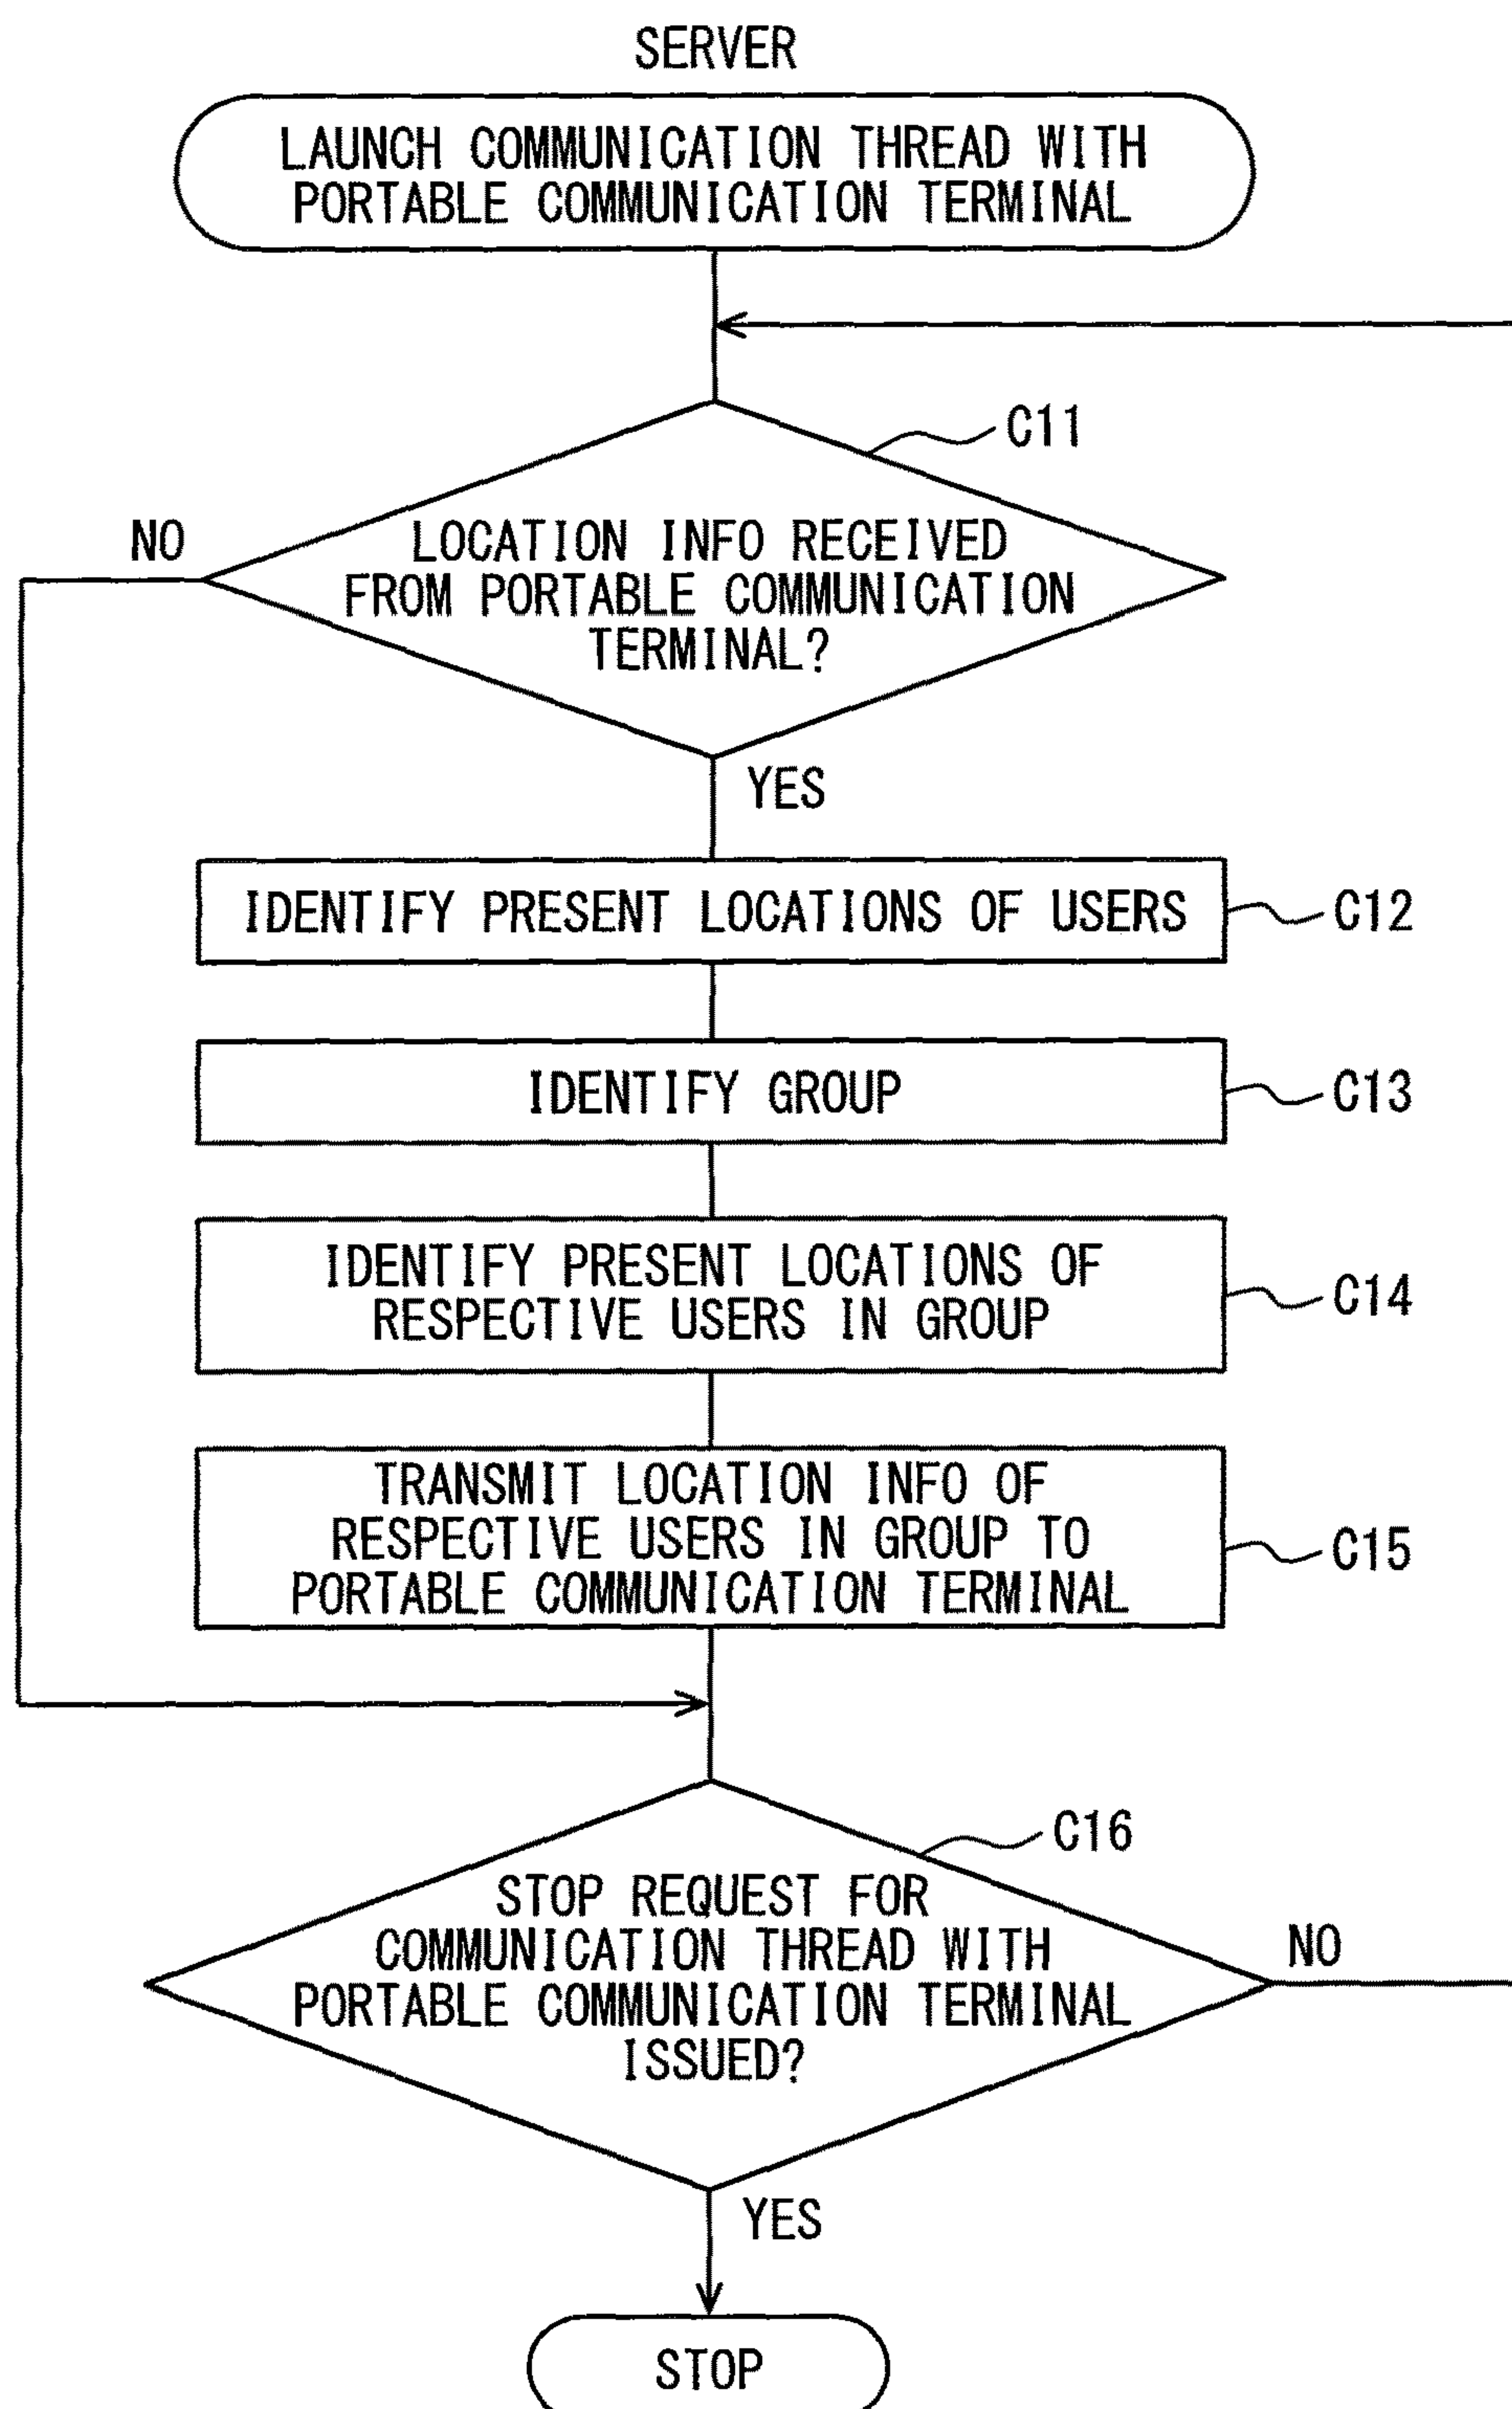 SERVER
LAUNCH COMMUNICATION THREAD WITH
PORTABLE COMMUNICATION TERMINAL
C11
NO
LOCATION INFO RECEIVED
FROM PORTABLE COMMUNICATION
TERMINAL?
YES
IDENTIFY PRESENT LOCATIONS OF USERS
C12
IDENTIFY GROUP
C13
IDENTIFY PRESENT LOCATIONS OF
RESPECTIVE USERS IN GROUP
C14
TRANSMIT LOCATION INFO OF
RESPECTIVE USERS IN GROUP TO
PORTABLE COMMUNICATION TERMINAL
C15
C16
STOP REQUEST FOR
COMMUNICATION THREAD WITH
PORTABLE COMMUNICATION TERMINAL
ISSUED?
NO
YES
STOP